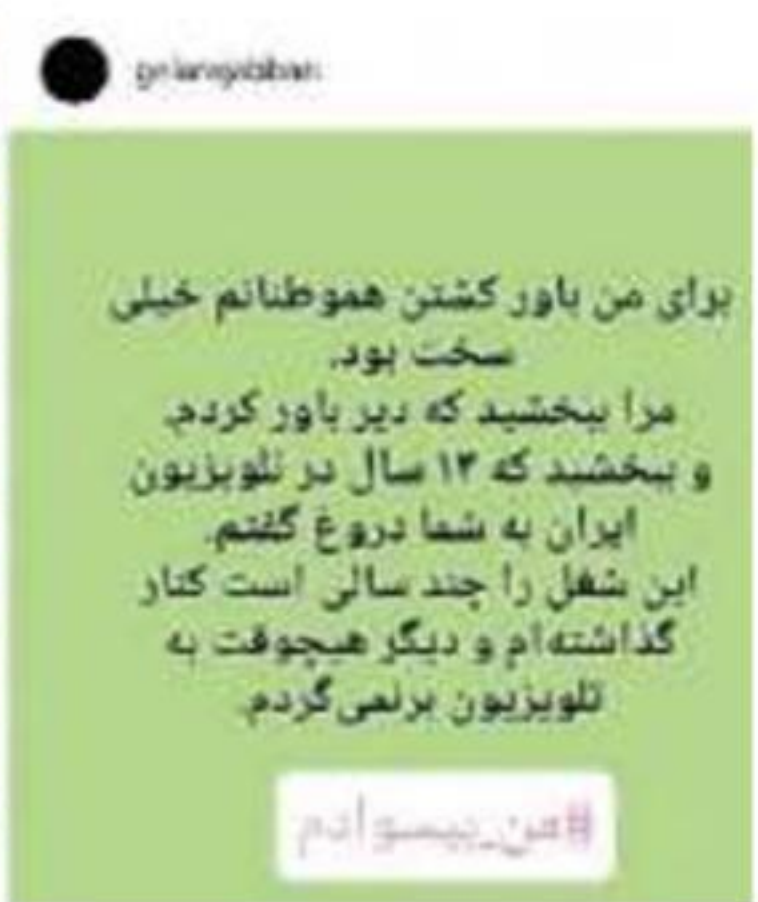 برای من باور کشتن هموطنانم خیلی
سخت بود.
مرا ببخشید که دیر باور کردم.
و ببخشید که ۱۳ سال در تلویزیون
ایران به شما دروغ گفتم.
این شغل را چند سالی است کنار
گذاشته‌ام و دیگر هیچوقت به
تلویزیون برنمی‌گردم.
#من_بیسوادم